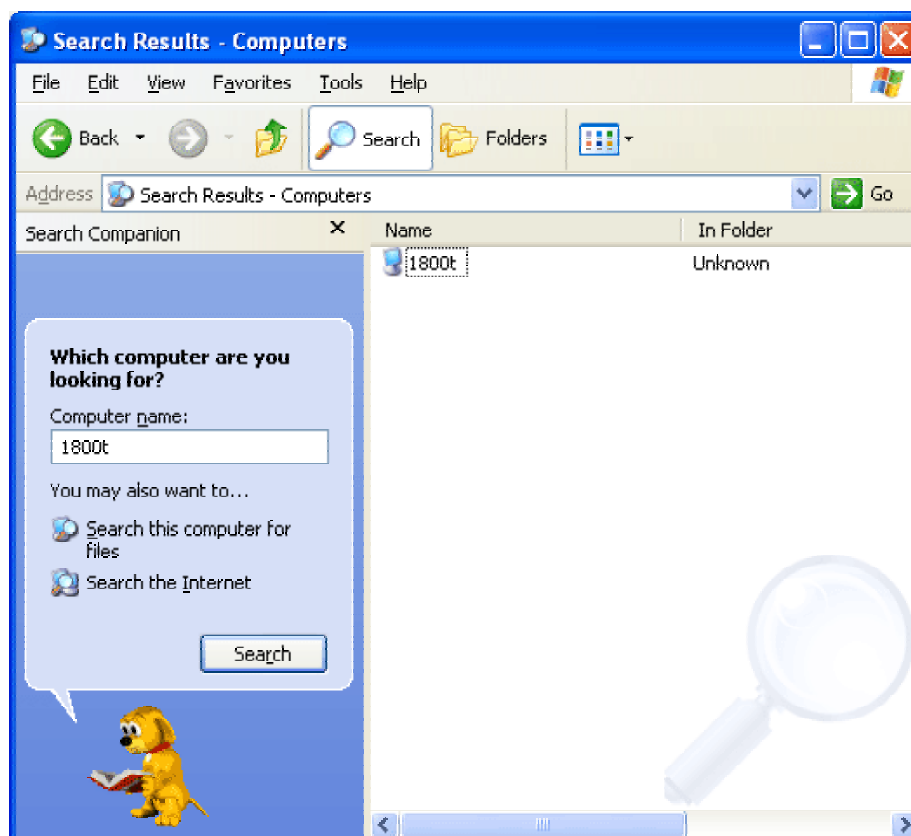 Search Results - Computers
File Edit View Favorites Tools Help
Back Search Folders
Address Search Results - Computers Go
Search Companion
Name In Folder
1800t Unknown
Which computer are you
looking for?
Computer name:
1800t
You may also want to...
Search this computer for
files
Search the Internet
Search